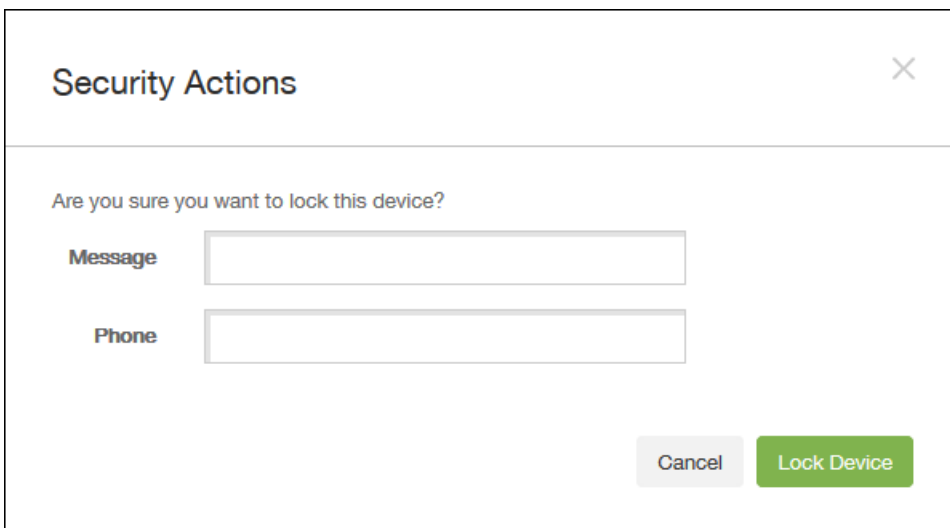 Security Actions
Are you sure you want to lock this device?
Message
Phone
Cancel
Lock Device